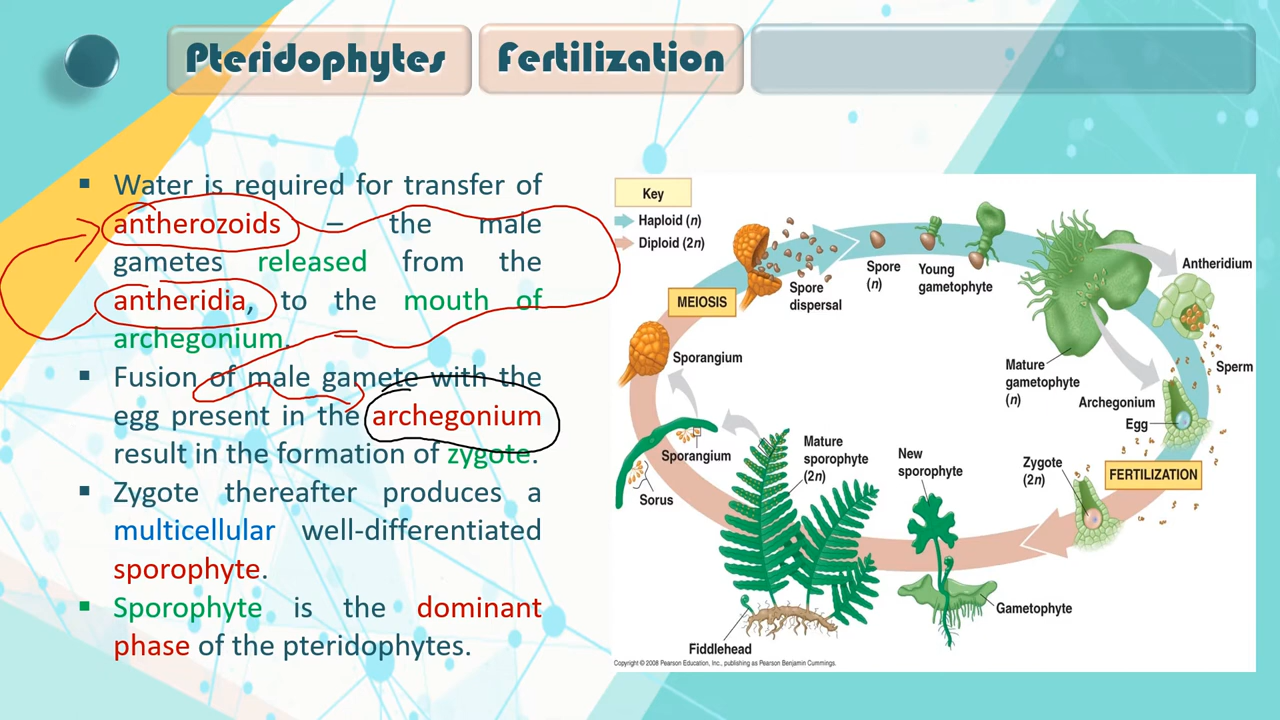 Pteridophytes
Fertilization
▪ Water is required for transfer of
antherozoids – the male
gametes released from the
antheridia, to the mouth of
archegonium.
▪ Fusion of male gamete with the
egg present in the archegonium
result in the formation of zygote.
▪ Zygote thereafter produces a
multicellular well-differentiated
sporophyte.
▪ Sporophyte is the dominant
phase of the pteridophytes.
Key
Haploid (n)
Diploid (2n)
MEIOSIS
Spore
dispersal
Spore
(n)
Young
gametophyte
Antheridium
Sporangium
Mature
gametophyte
(n)
Sperm
Archegonium
Egg
Sporangium
Sorus
Mature
sporophyte
(2n)
New
sporophyte
Zygote
(2n)
FERTILIZATION
Gametophyte
Fiddlehead
Copyright © 2008 Pearson Education, Inc., publishing as Pearson Benjamin Cummings.